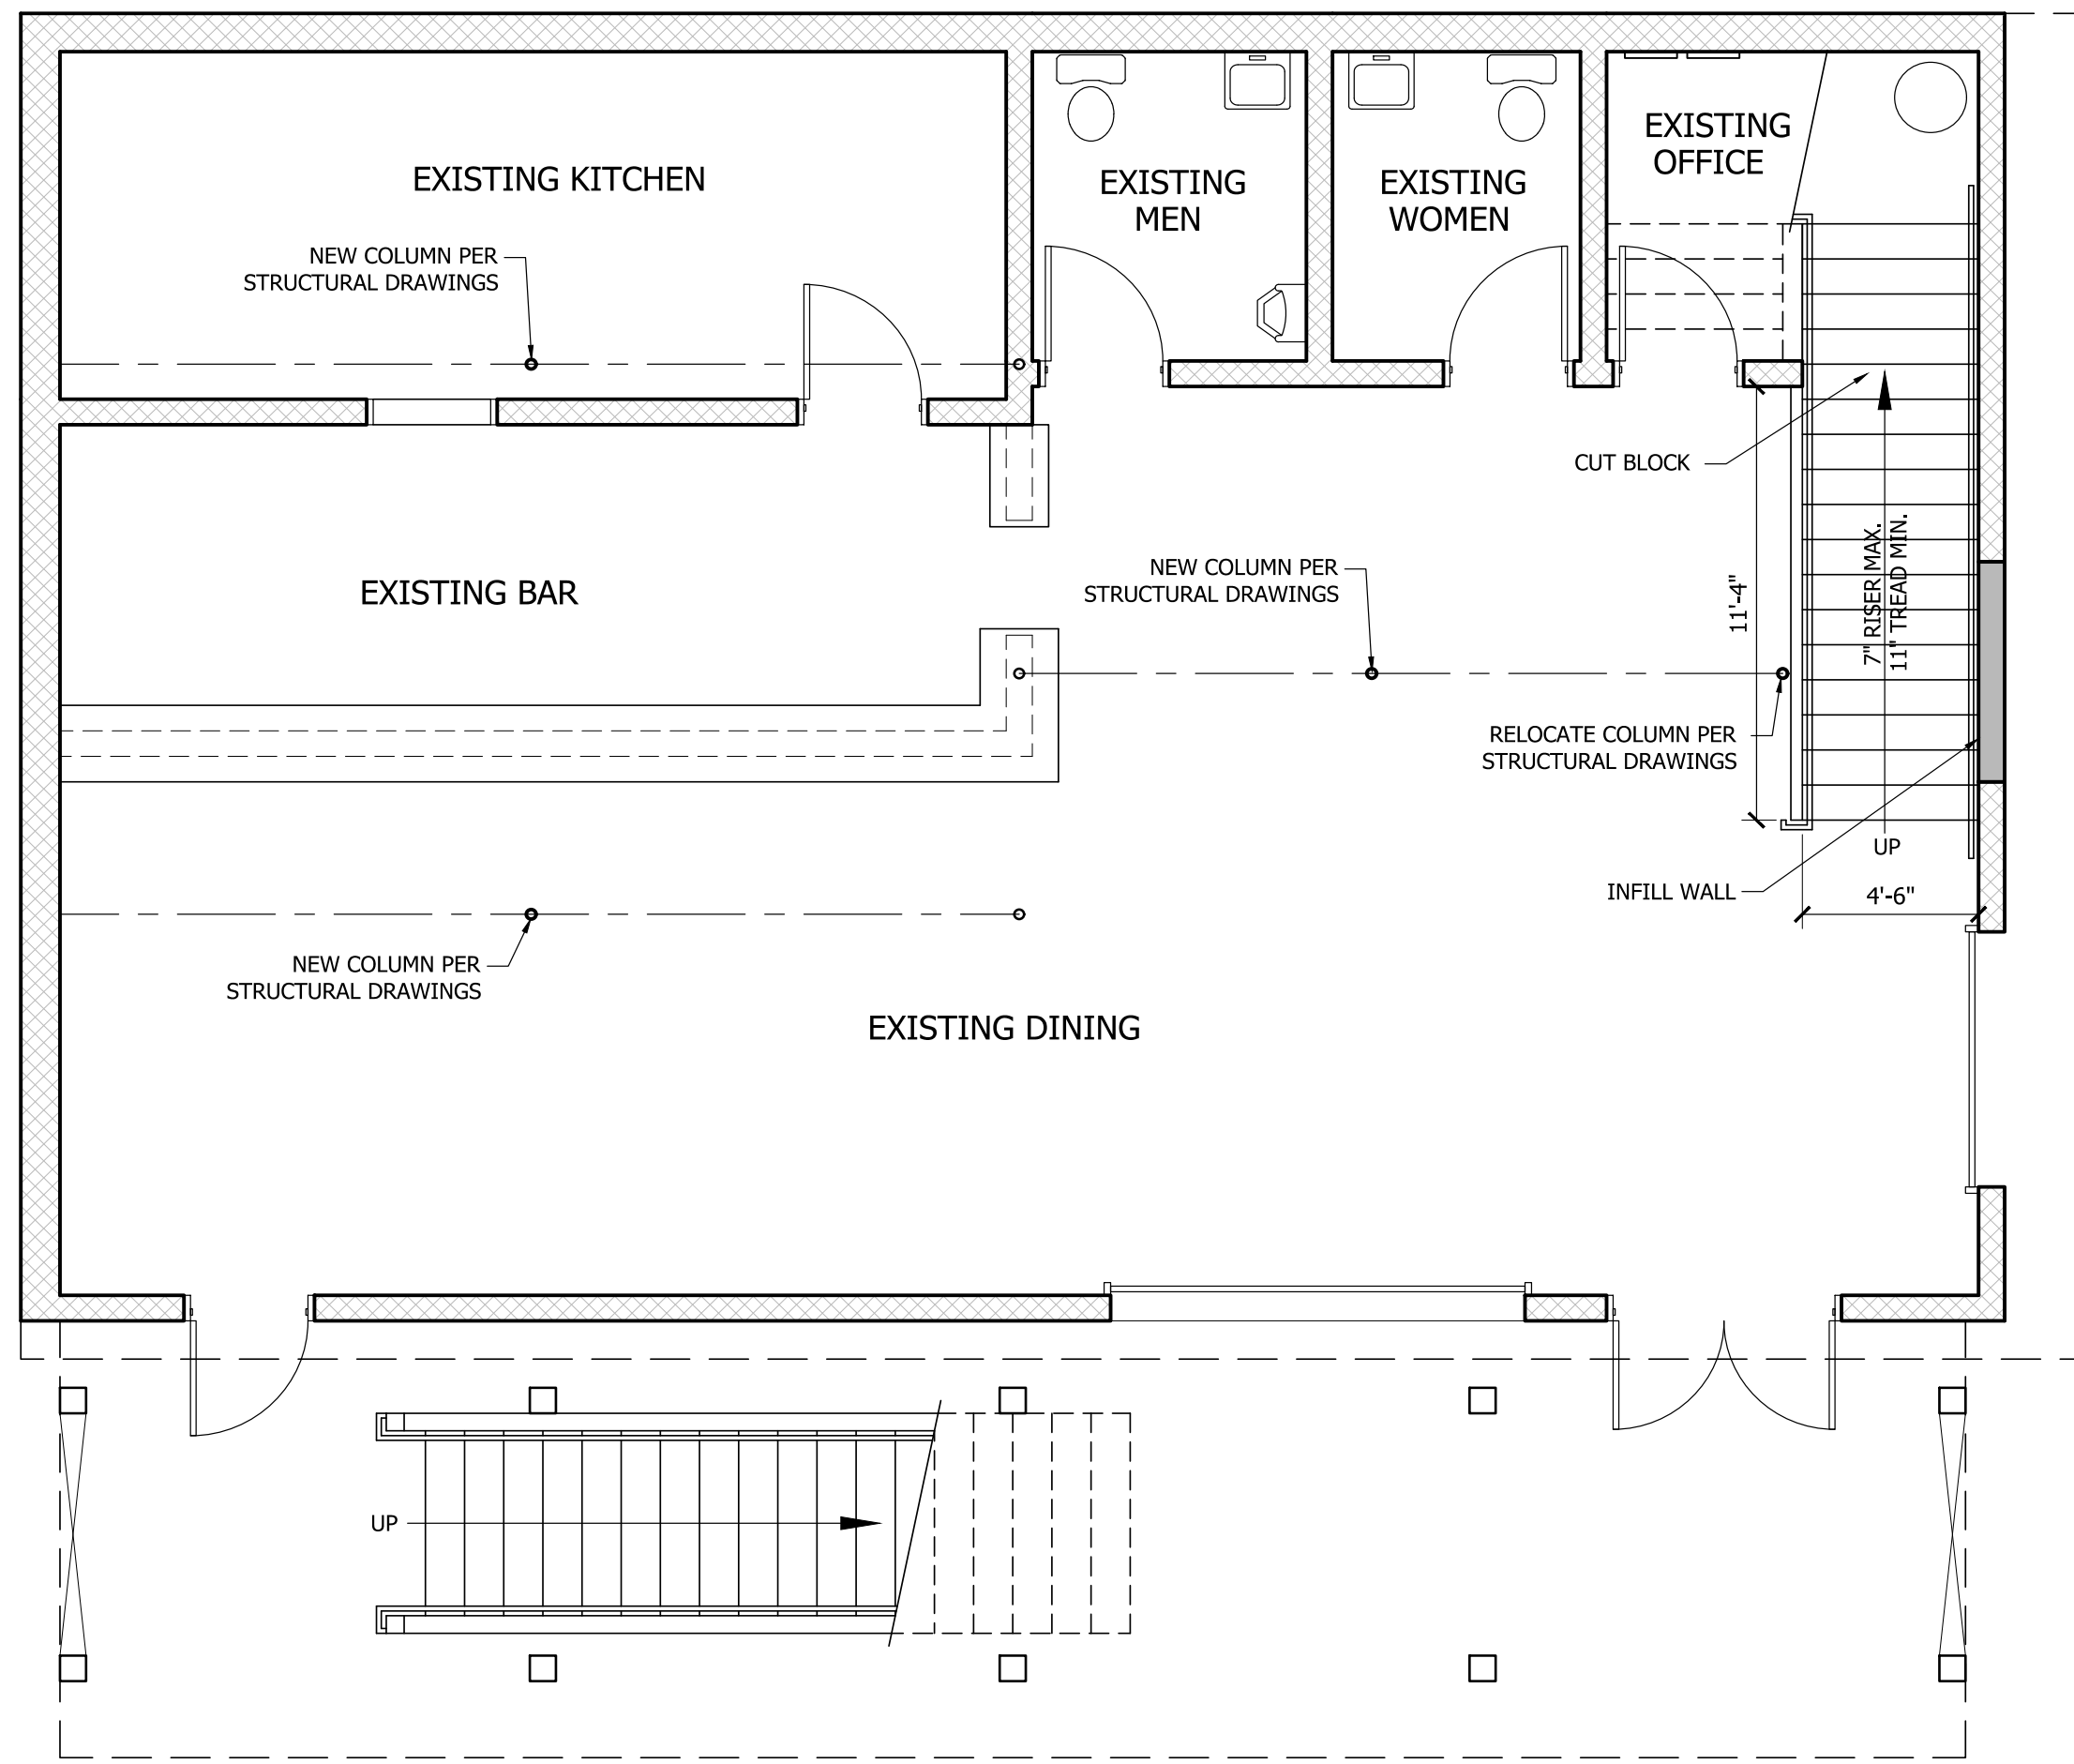 EXISTING KITCHEN
NEW COLUMN PER
STRUCTURAL DRAWINGS
EXISTING
MEN
EXISTING
WOMEN
EXISTING
OFFICE
CUT BLOCK
EXISTING BAR
NEW COLUMN PER
STRUCTURAL DRAWINGS
11'-4"
7" RISER MAX.
11" TREAD MIN.
RELOCATE COLUMN PER
STRUCTURAL DRAWINGS
UP
INFILL WALL
4'-6"
NEW COLUMN PER
STRUCTURAL DRAWINGS
EXISTING DINING
UP